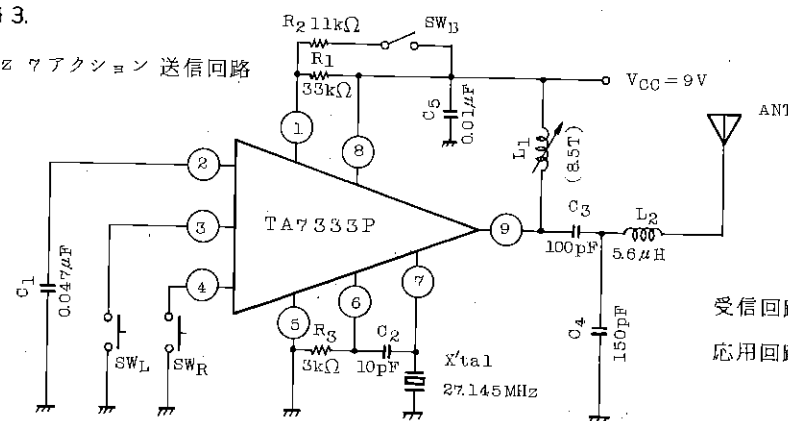 3.
z 7アクション 送信回路
R2 11kΩ
SWB
R1
33kΩ
VCC=9V
C5
0.01μF
ANT
1
8
2
L1
(8.5T)
3
TA7333P
9
C3
L2
100pF
5.6μH
4
C1
0.047μF
7
6
5
R3
C2
3kΩ
10pF
X'tal
27.145MHz
C4
150pF
受信回路
応用回路
SWL
SWR